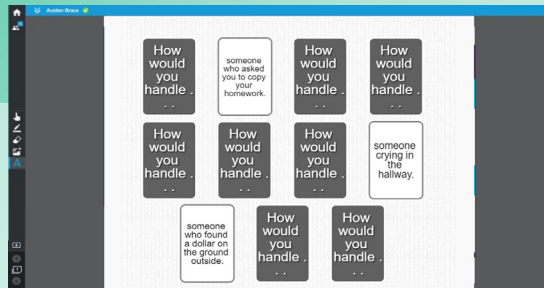 Austen Grace
How
would
you
handle .
. .
someone
who asked
you to copy
your
homework.
How
would
you
handle .
. .
How
would
you
handle .
. .
How
would
you
handle .
. .
How
would
you
handle .
. .
How
would
you
handle .
. .
someone
crying in
the
hallway.
someone
who found
a dollar on
the ground
outside.
How
would
you
handle .
. .
How
would
you
handle .
. .
A